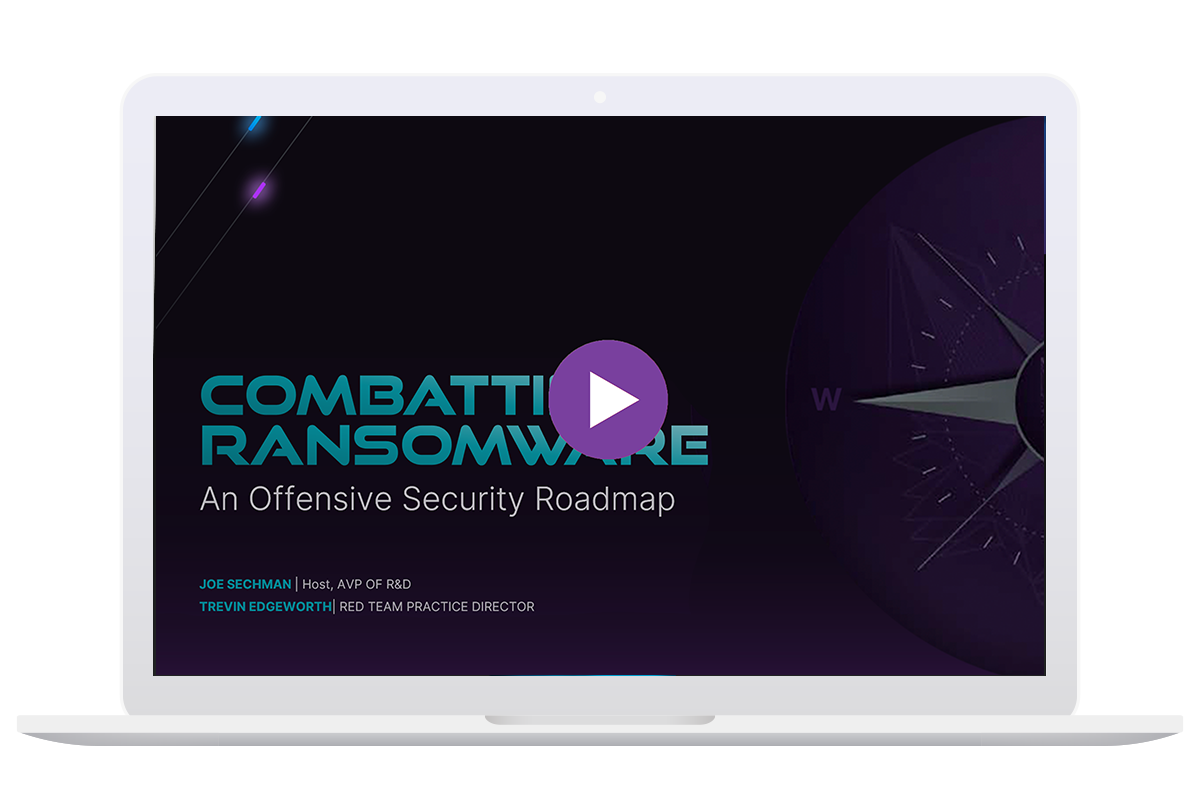 COMBATTI
RANSOMWARE
An Offensive Security Roadmap
JOE SECHMAN | Host, AVP OF R&D
TREVIN EDGEWORTH| RED TEAM PRACTICE DIRECTOR
W